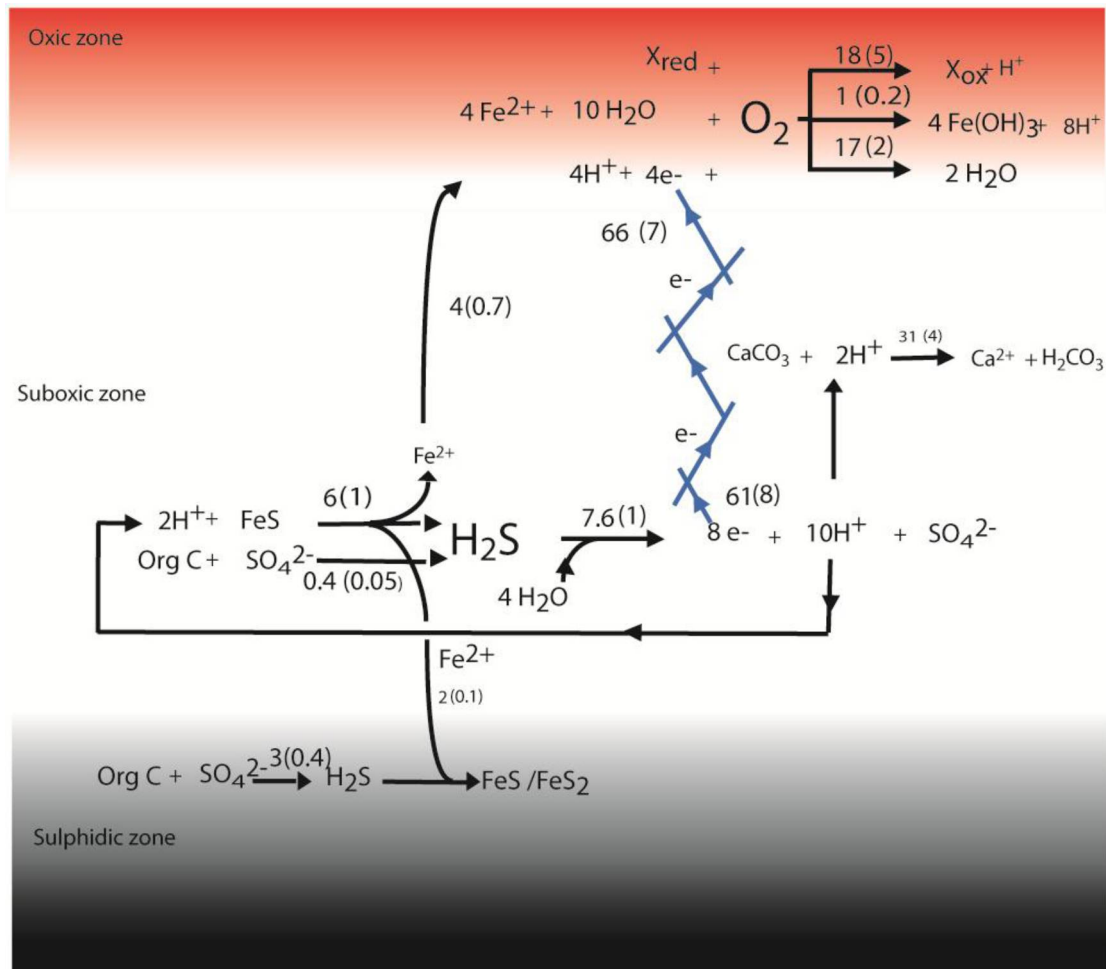 Oxic zone
X_red + 18 (5) X_ox + H⁺
1 (0.2)
4 Fe²⁺ + 10 H₂O + O₂ 4 Fe(OH)₃ + 8H⁺
17 (2)
4H⁺ + 4e- + 2 H₂O
66 (7)
e-
4(0.7)
CaCO₃ + 2H⁺ 31 (4) Ca²⁺ + H₂CO₃
Suboxic zone
e-
Fe²⁺
6(1) 61(8)
2H⁺ + FeS H₂S 7.6 (1) 8 e- + 10H⁺ + SO₄²⁻
Org C + SO₄²⁻
0.4 (0.05)
4 H₂O
Fe²⁺
2 (0.1)
Org C + SO₄²⁻ 3(0.4) H₂S FeS /FeS₂
Sulphidic zone